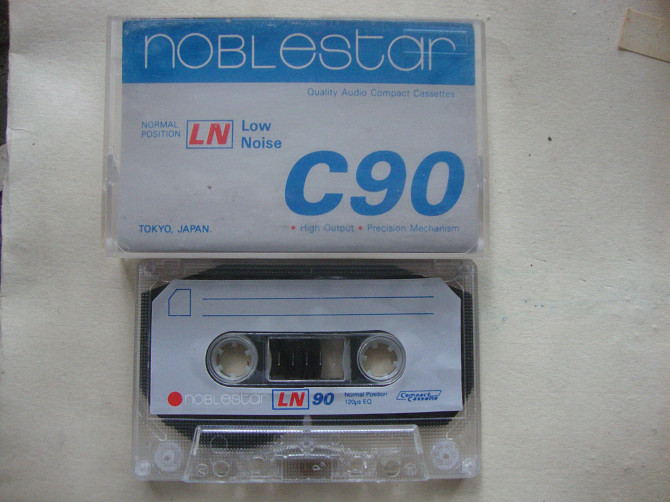 noblestar
Quality Audio Compact Cassettes
NORMAL
POSITION
LN
Low
Noise
C90
TOKYO, JAPAN.
• High Output • Precision Mechanism
noblestar
LN
90
Normal Position
120µs EQ
Compact
Cassette